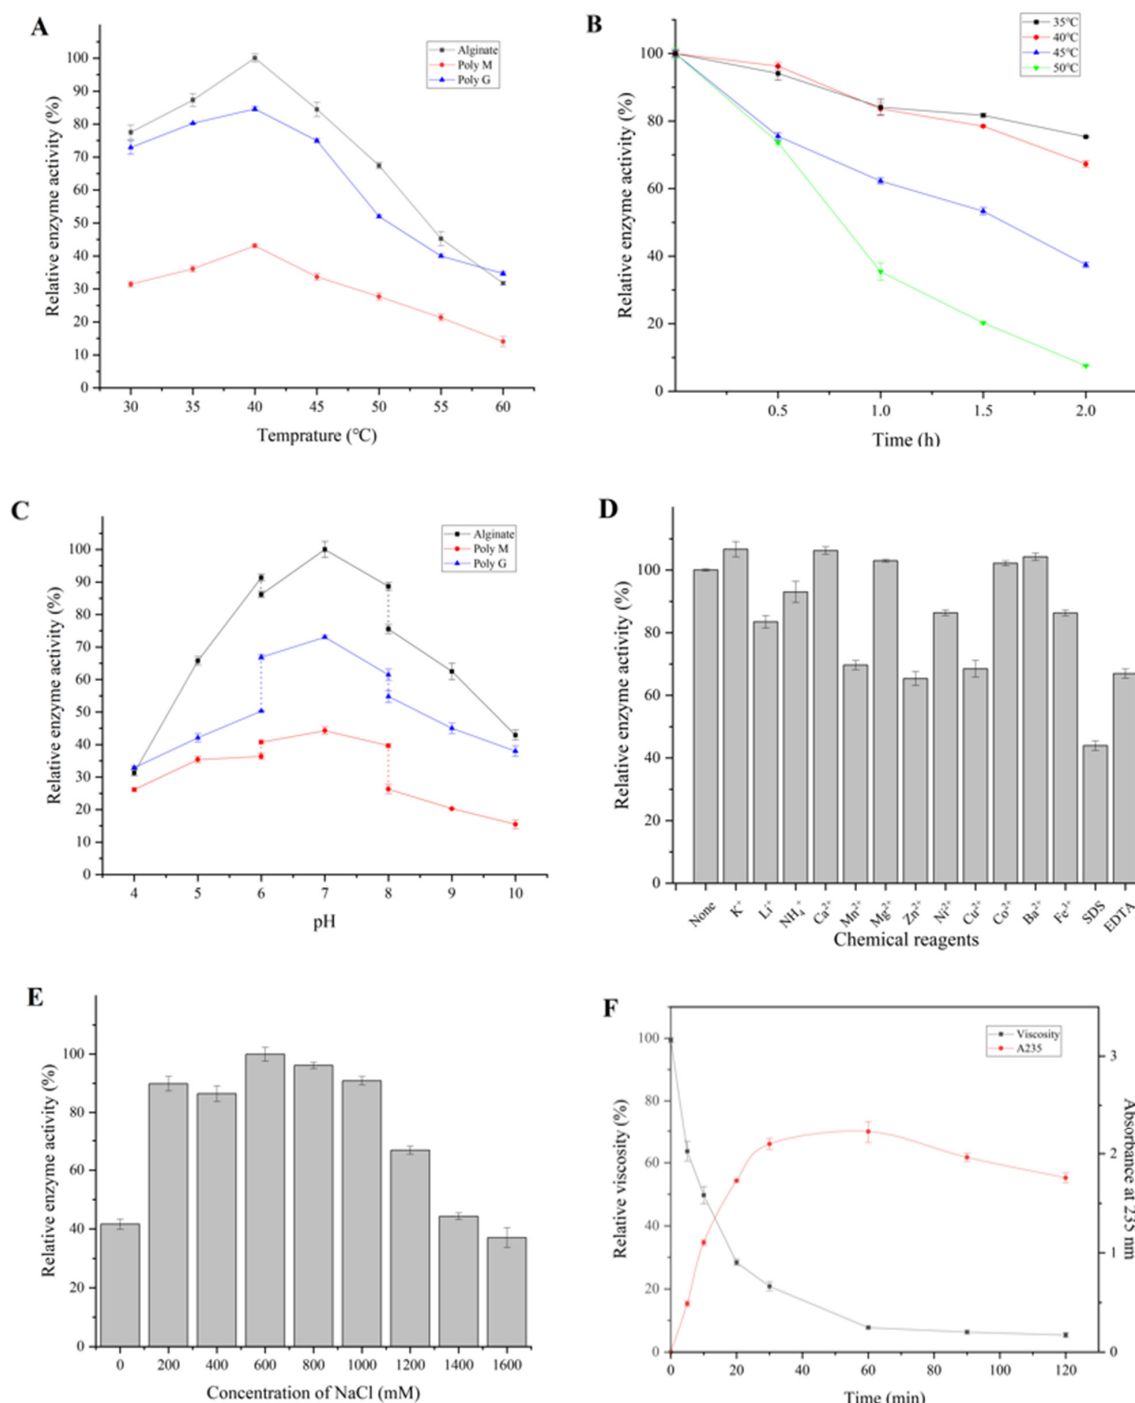 A
Alginate
Poly M
Poly G
100
90
80
70
60
50
40
30
20
10
0
Relative enzyme activity (%)
30 35 40 45 50 55 60
Temprature (℃)
B
35℃
40℃
45℃
50℃
100
80
60
40
20
0
Relative enzyme activity (%)
0.5 1.0 1.5 2.0
Time (h)
C
Alginate
Poly M
Poly G
100
90
80
70
60
50
40
30
20
10
0
Relative enzyme activity (%)
4 5 6 7 8 9 10
pH
D
100
80
60
40
20
0
Relative enzyme activity (%)
None K⁺ Li⁺ NH₄⁺ Ca²⁺ Mn²⁺ Mg²⁺ Zn²⁺ Ni²⁺ Cu²⁺ Co²⁺ Ba²⁺ Fe³⁺ SDS EDTA
Chemical reagents
E
100
80
60
40
20
0
Relative enzyme activity (%)
0 200 400 600 800 1000 1200 1400 1600
Concentration of NaCl (mM)
F
Viscosity
A235
100
80
60
40
20
0
Relative viscosity (%)
3
2
1
0
Absorbance at 235 nm
0 20 40 60 80 100 120
Time (min)